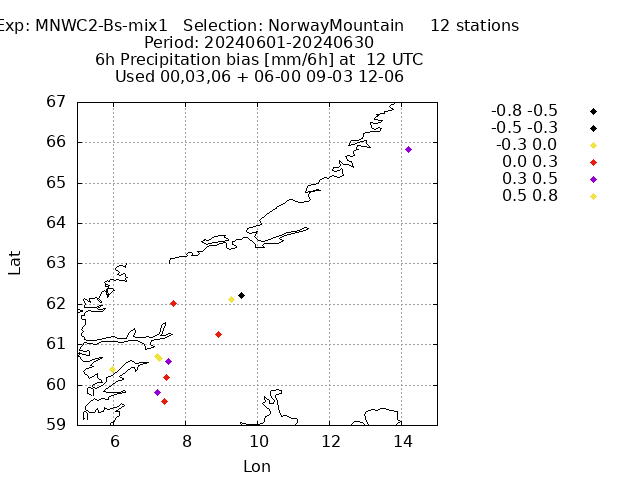 Exp: MNWC2-Bs-mix1 Selection: NorwayMountain 12 stations
Period: 20240601-20240630
6h Precipitation bias [mm/6h] at 12 UTC
Used 00,03,06 + 06-00 09-03 12-06
67
66
65
64
63
62
61
60
59
Lat
6 8 10 12 14
Lon
-0.8 -0.5
-0.5 -0.3
-0.3 0.0
0.0 0.3
0.3 0.5
0.5 0.8